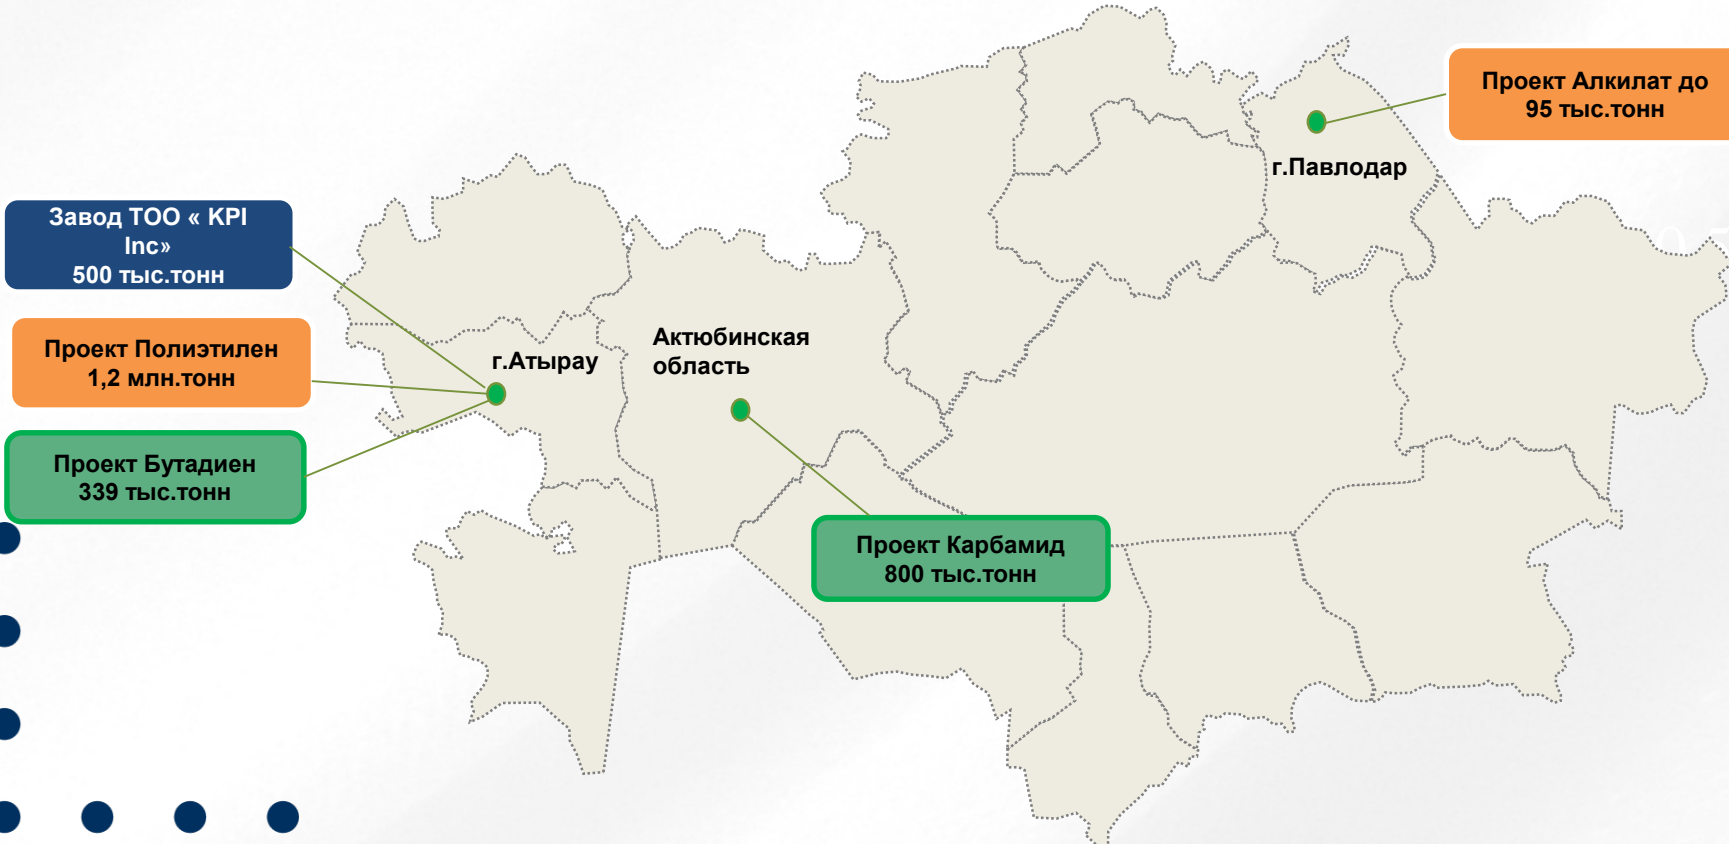 Проект Алкилат до
95 тыс.тонн
г.Павлодар
Завод ТОО « KPI
Inc»
500 тыс.тонн
Проект Полиэтилен
1,2 млн.тонн
г.Атырау
Актюбинская
область
Проект Бутадиен
339 тыс.тонн
Проект Карбамид
800 тыс.тонн